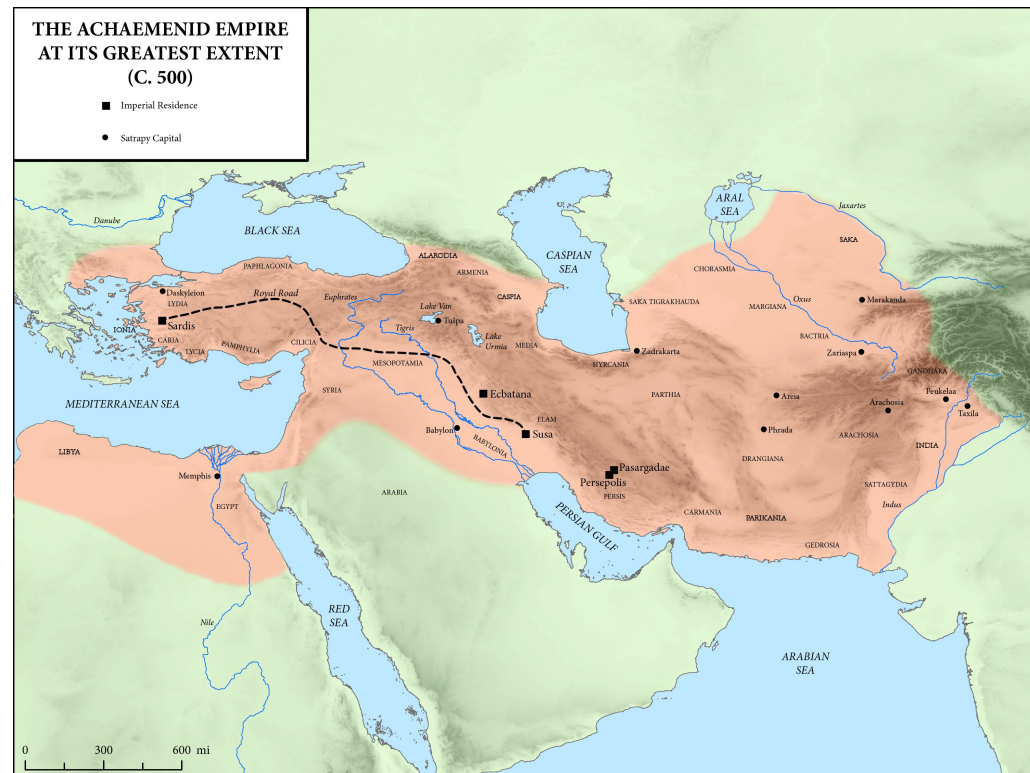 THE ACHAEMENID EMPIRE
AT ITS GREATEST EXTENT
(C. 500)
Imperial Residence
Satrapy Capital
Danube
BLACK SEA
CASPIAN
SEA
ARAL
SEA
Jaxartes
SAKA
ALARODIA
PAPHLAGONIA
ARMENIA
CHORASMIA
Daskyleion
LYDIA
Royal Road
Euphrates
CASPIA
SAKA TIGRAKHAUDA
MARGIANA
Oxus
Marakanda
Lake Van
Tušpa
IONIA
Sardis
Tigris
Lake
Urmia
BACTRIA
CARIA
LYCIA
PAMPHYLIA
CILICIA
MEDIA
Zadrakarta
Zariaspa
MESOPOTAMIA
HYRCANIA
GANDHARA
SYRIA
Ecbatana
PARTHIA
Areia
Peukelaa
MEDITERRANEAN SEA
Arachosia
Taxila
ELAM
Babylon
BABYLONIA
Susa
Phrada
ARACHOSIA
INDIA
LIBYA
DRANGIANA
Memphis
Pasargadae
Persepolis
SATTAGYDIA
ARABIA
PERSIS
EGYPT
CARMANIA
PARIKANIA
Indus
PERSIAN GULF
GEDROSIA
RED
SEA
Nile
ARABIAN
SEA
0 300 600 mi